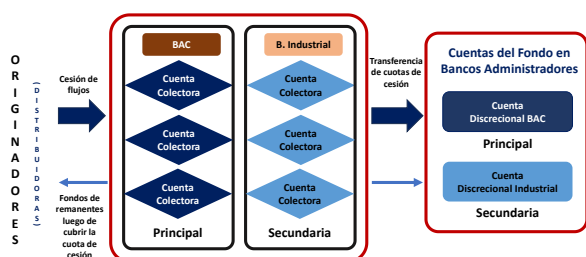 ORIGINADORES
(DISTRIBUIDORAS)
Cesión de
flujos
Fondos de
remanentes
luego de
cubrir la
cuota de
cesión
BAC
Cuenta
Colectora
Cuenta
Colectora
Cuenta
Colectora
Principal
B. Industrial
Cuenta
Colectora
Cuenta
Colectora
Cuenta
Colectora
Secundaria
Transferencia
de cuotas de
cesión
Cuentas del Fondo en
Bancos Administradores
Cuenta
Discrecional BAC
Principal
Cuenta
Discrecional Industrial
Secundaria